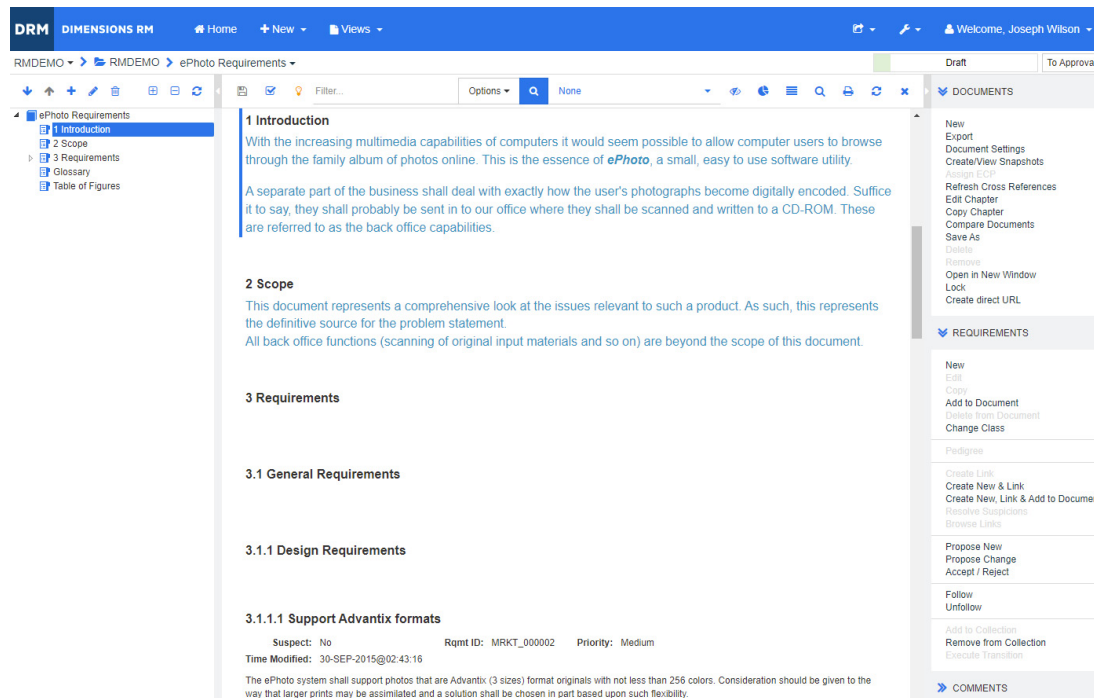 DRM DIMENSIONS RM Home New Views Welcome, Joseph Wilson
RMDEMO RMDEMO ePhoto Requirements Draft To Approva
Filter... Options None
ePhoto Requirements
1 Introduction
2 Scope
3 Requirements
Glossary
Table of Figures
1 Introduction
With the increasing multimedia capabilities of computers it would seem possible to allow computer users to browse
through the family album of photos online. This is the essence of ePhoto, a small, easy to use software utility.
A separate part of the business shall deal with exactly how the user's photographs become digitally encoded. Suffice
it to say, they shall probably be sent in to our office where they shall be scanned and written to a CD-ROM. These
are referred to as the back office capabilities.
2 Scope
This document represents a comprehensive look at the issues relevant to such a product. As such, this represents
the definitive source for the problem statement.
All back office functions (scanning of original input materials and so on) are beyond the scope of this document.
3 Requirements
3.1 General Requirements
3.1.1 Design Requirements
3.1.1.1 Support Advantix formats
Suspect: No Rqmt ID: MRKT_000002 Priority: Medium
Time Modified: 30-SEP-2015@02:43:16
The ePhoto system shall support photos that are Advantix (3 sizes) format originals with not less than 256 colors. Consideration should be given to the
way that larger prints may be assimilated and a solution shall be chosen in part based upon such flexibility.
DOCUMENTS
New
Export
Document Settings
Create/View Snapshots
Assign ECP
Refresh Cross References
Edit Chapter
Copy Chapter
Compare Documents
Save As
Delete
Remove
Open in New Window
Lock
Create direct URL
REQUIREMENTS
New
Edit
Copy
Add to Document
Delete from Document
Change Class
Pedigree
Create Link
Create New & Link
Create New, Link & Add to Docume
Resolve Suspicions
Browse Links
Propose New
Propose Change
Accept / Reject
Follow
Unfollow
Add to Collection
Remove from Collection
Execute Transition
COMMENTS